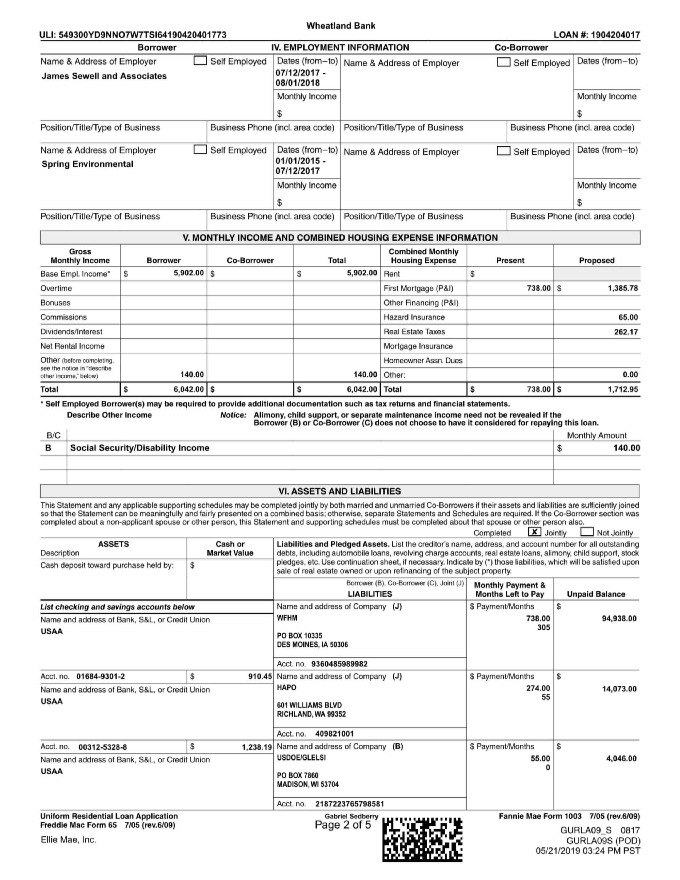 Wheatland Bank
ULI: 549300YD9NNO7W7TSI64190420401773 LOAN #: 1904204017
Borrower IV. EMPLOYMENT INFORMATION Co-Borrower
Name & Address of Employer Self Employed Dates (from–to) Name & Address of Employer Self Employed Dates (from–to)
James Sewell and Associates 07/12/2017 -
08/01/2018
Monthly Income Monthly Income
$ $
Position/Title/Type of Business Business Phone (incl. area code) Position/Title/Type of Business Business Phone (incl. area code)
Name & Address of Employer Self Employed Dates (from–to) Name & Address of Employer Self Employed Dates (from–to)
Spring Environmental 01/01/2015 -
07/12/2017
Monthly Income Monthly Income
$ $
Position/Title/Type of Business Business Phone (incl. area code) Position/Title/Type of Business Business Phone (incl. area code)
V. MONTHLY INCOME AND COMBINED HOUSING EXPENSE INFORMATION
Gross Combined Monthly
Monthly Income Borrower Co-Borrower Total Housing Expense Present Proposed
Base Empl. Income* $ 5,902.00 $ $ 5,902.00 Rent $
Overtime First Mortgage (P&I) 738.00 $ 1,385.78
Bonuses Other Financing (P&I)
Commissions Hazard Insurance 65.00
Dividends/Interest Real Estate Taxes 262.17
Net Rental Income Mortgage Insurance
Other (before completing, Homeowner Assn. Dues
see the notice in "describe
other income," below) 140.00 140.00 Other: 0.00
Total $ 6,042.00 $ $ 6,042.00 Total $ 738.00 $ 1,712.95
* Self Employed Borrower(s) may be required to provide additional documentation such as tax returns and financial statements.
Describe Other Income Notice: Alimony, child support, or separate maintenance income need not be revealed if the
Borrower (B) or Co-Borrower (C) does not choose to have it considered for repaying this loan.
B/C Monthly Amount
B Social Security/Disability Income $ 140.00
VI. ASSETS AND LIABILITIES
This Statement and any applicable supporting schedules may be completed jointly by both married and unmarried Co-Borrowers if their assets and liabilities are sufficiently joined
so that the Statement can be meaningfully and fairly presented on a combined basis; otherwise, separate Statements and Schedules are required. If the Co-Borrower section was
completed about a non-applicant spouse or other person, this Statement and supporting schedules must be completed about that spouse or other person also.
Completed X Jointly Not Jointly
ASSETS Cash or Liabilities and Pledged Assets. List the creditor's name, address, and account number for all outstanding
Description Market Value debts, including automobile loans, revolving charge accounts, real estate loans, alimony, child support, stock
Cash deposit toward purchase held by: $ pledges, etc. Use continuation sheet, if necessary. Indicate by (*) those liabilities, which will be satisfied upon
sale of real estate owned or upon refinancing of the subject property.
Borrower (B), Co-Borrower (C), Joint (J) Monthly Payment &
LIABILITIES Months Left to Pay Unpaid Balance
List checking and savings accounts below Name and address of Company (J) $ Payment/Months $
Name and address of Bank, S&L, or Credit Union WFHM 738.00 94,938.00
USAA 305
PO BOX 10335
DES MOINES, IA 50306
Acct. no. 9360485989982
Acct. no. 01684-9301-2 $ 910.45 Name and address of Company (J) $ Payment/Months $
Name and address of Bank, S&L, or Credit Union HAPO 274.00 14,073.00
USAA 55
601 WILLIAMS BLVD
RICHLAND, WA 99352
Acct. no. 409821001
Acct. no. 00312-5328-8 $ 1,238.19 Name and address of Company (B) $ Payment/Months $
Name and address of Bank, S&L, or Credit Union USDOE/GLELSI 55.00 4,046.00
USAA 0
PO BOX 7860
MADISON, WI 53704
Acct. no. 2187223765798581
Uniform Residential Loan Application Gabriel Sedberry Fannie Mae Form 1003 7/05 (rev.6/09)
Freddie Mac Form 65 7/05 (rev.6/09) Page 2 of 5
GURLA09_S 0817
Ellie Mae, Inc. GURLA09S (POD)
05/21/2019 03:24 PM PST